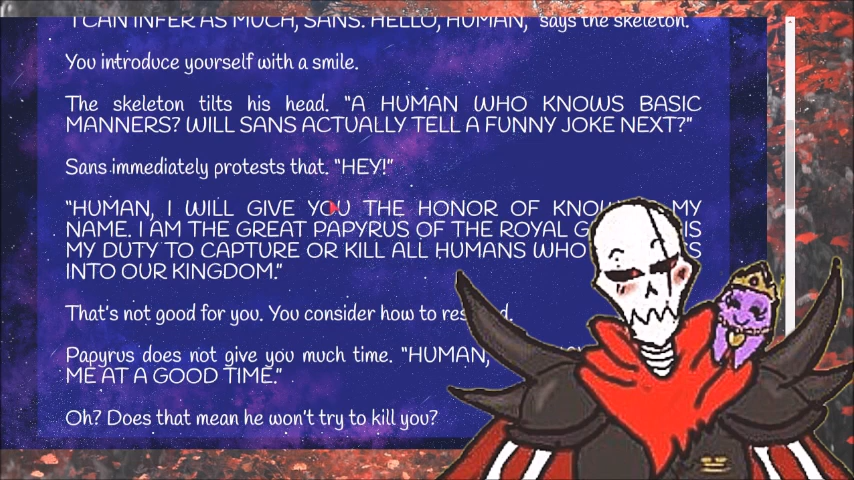 I CAN INFER AS MUCH, SANS. HELLO, HUMAN,” says the skeleton.
You introduce yourself with a smile.
The skeleton tilts his head. “A HUMAN WHO KNOWS BASIC
MANNERS? WILL SANS ACTUALLY TELL A FUNNY JOKE NEXT?”
Sans immediately protests that. “HEY!”
“HUMAN, I WILL GIVE YOU THE HONOR OF MY
NAME. I AM THE GREAT PAPYRUS OF THE ROYAL IS
MY DUTY TO CAPTURE OR KILL ALL HUMANS WHO
INTO OUR KINGDOM.”
That’s not good for you. You consider how to
Papyrus does not give you much time. “HUMAN,
ME AT A GOOD TIME.”
Oh? Does that mean he won’t try to kill you?